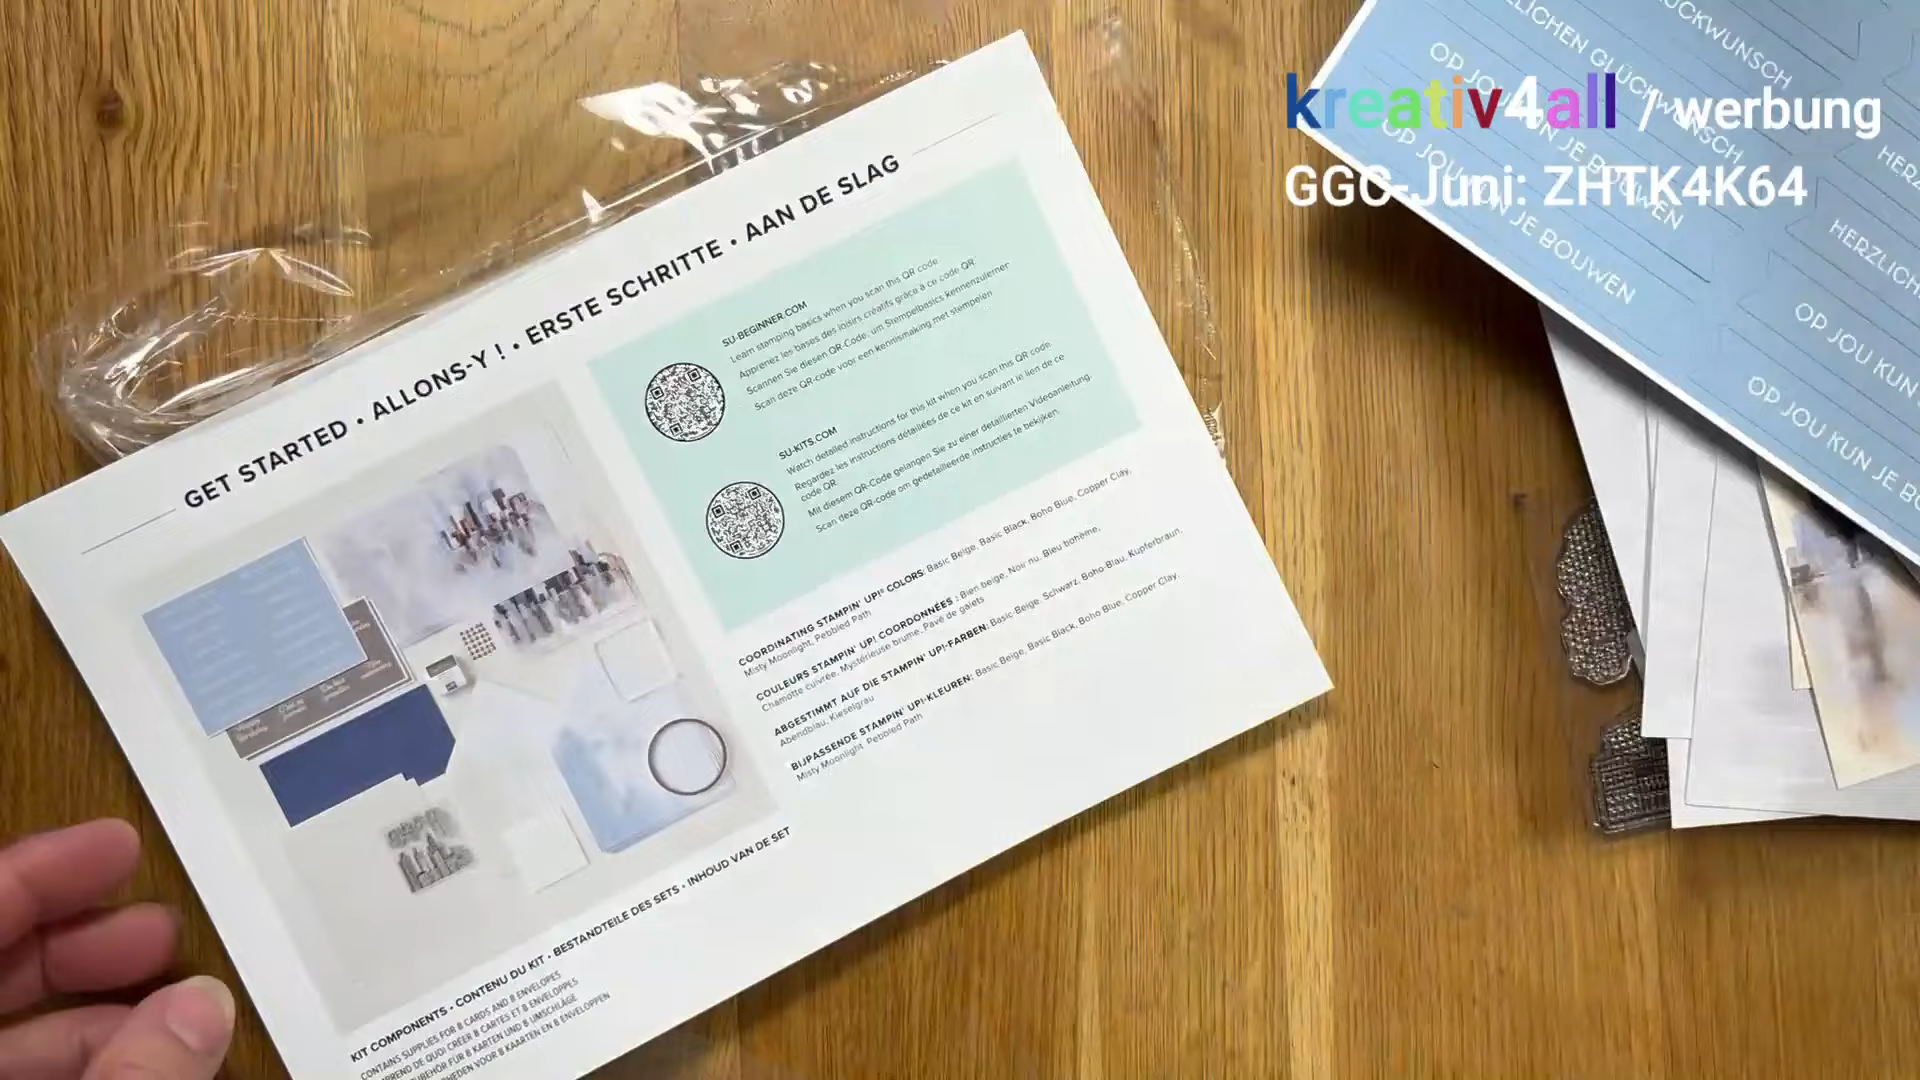 kreativ4all / werbung
GGC-Juni: ZHTK4K64
GET STARTED • ALLONS-Y ! • ERSTE SCHRITTE • AAN DE SLAG
SU-BEGINNER.COM
Learn stamping basics when you scan this QR code
Apprenez les bases des loisirs créatifs grâce à ce code QR
Scannen Sie diesen QR-Code, um Stempelbasics kennenzulernen
Scan deze QR-code voor een kennismaking met stempelen
SU-KITS.COM
Watch detailed instructions for this kit when you scan this QR code
Regardez les instructions détaillées de ce kit en suivant le lien de ce
code QR
Mit diesem QR-Code gelangen Sie zu einer detaillierten Videoanleitung.
Scan deze QR-code om gedetailleerde instructies te bekijken.
COORDINATING STAMPIN' UP!® COLORS: Basic Beige, Basic Black, Boho Blue, Copper Clay,
Misty Moonlight, Pebbled Path
COULEURS STAMPIN' UP! COORDONNÉES : Bien beige, Noir nu, Bleu bohème,
Chamotte cuivrée, Mystérieuse brume, Pavé de galets
ABGESTIMMT AUF DIE STAMPIN' UP!-FARBEN: Basic-Beige, Schwarz, Boho-Blau, Kupferbraun,
Abendblau, Kieselgrau
BIJPASSENDE STAMPIN' UP!-KLEUREN: Basic Beige, Basic Black, Boho Blue, Copper Clay,
Misty Moonlight, Pebbled Path
KIT COMPONENTS • CONTENU DU KIT • BESTANDTEILE DES SETS • INHOUD VAN DE SET
CONTAINS SUPPLIES FOR 8 CARDS AND 8 ENVELOPES
DE QUOI CRÉER 8 CARTES ET 8 ENVELOPPES
FÜR 8 KARTEN UND 8 UMSCHLÄGE
VOOR 8 KAARTEN EN 8 ENVELOPPEN
GLÜCKWUNSCH
OP JOU KUN JE BOUWEN
OP JOU KUN JE BOUWEN
OP JOU KUN
OP JOU KUN JE